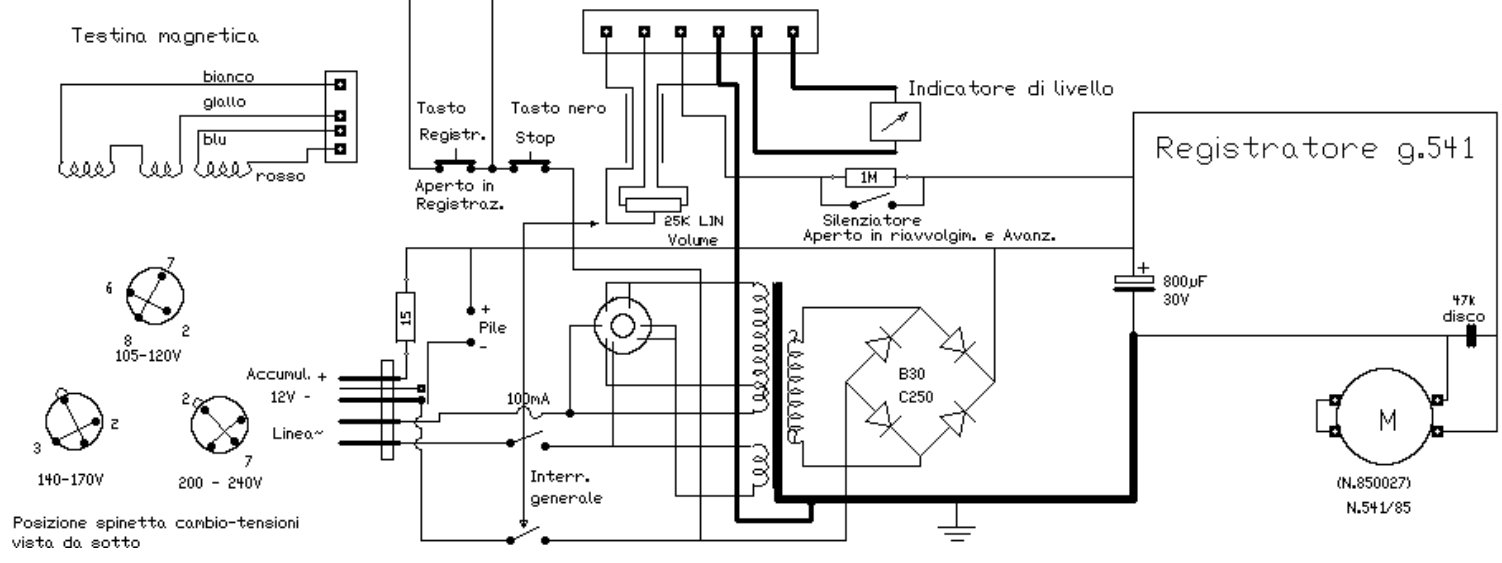 Testina magnetica
bianco
giallo
blu
rosso
Tasto
Registr.
Tasto nero
Stop
Aperto in
Registraz.
25K LIN
Volume
Indicatore di livello
1M
Silenziatore
Aperto in riavvolgim. e Avanz.
Registratore g.541
+
800µF
30V
47k
disco
7
6
2
8
105-120V
15
+
Pile
-
Accumul. +
12V -
Linea~
100mA
B30
C250
M
(N.850027)
N.541/85
2
3
140-170V
2
7
200 - 240V
Interr.
generale
Posizione spinetta cambio-tensioni
vista da sotto